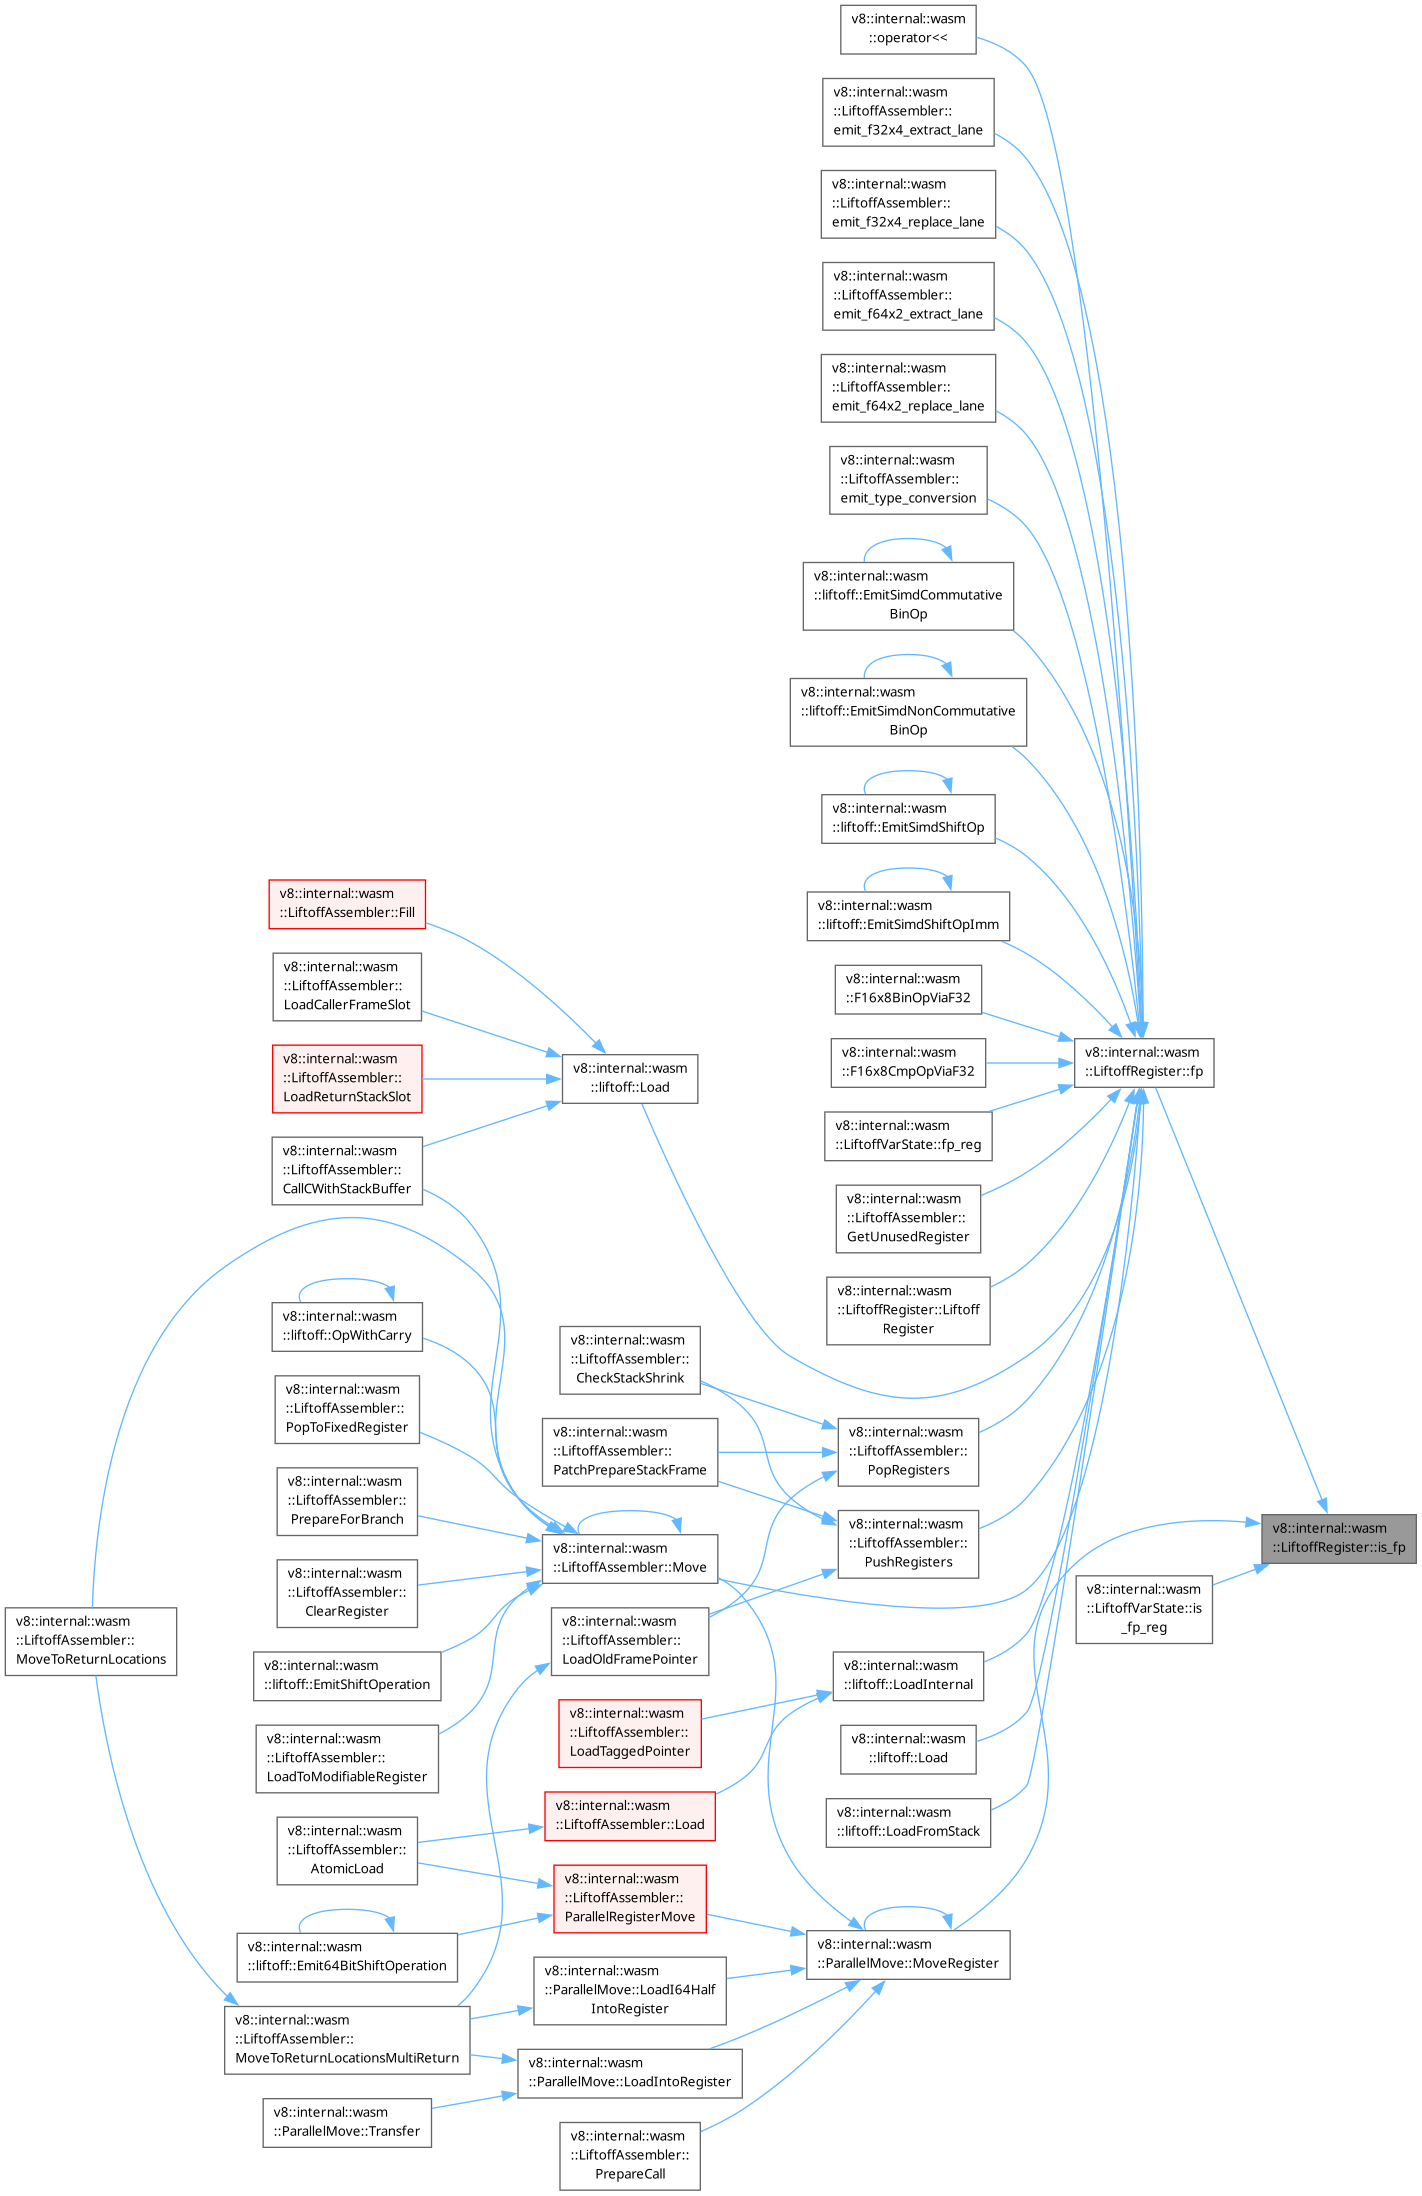 v8::internal::wasm
::operator<<
v8::internal::wasm
::LiftoffAssembler::
emit_f32x4_extract_lane
v8::internal::wasm
::LiftoffAssembler::
emit_f32x4_replace_lane
v8::internal::wasm
::LiftoffAssembler::
emit_f64x2_extract_lane
v8::internal::wasm
::LiftoffAssembler::
emit_f64x2_replace_lane
v8::internal::wasm
::LiftoffAssembler::
emit_type_conversion
v8::internal::wasm
::liftoff::EmitSimdCommutative
BinOp
v8::internal::wasm
::liftoff::EmitSimdNonCommutative
BinOp
v8::internal::wasm
::liftoff::EmitSimdShiftOp
v8::internal::wasm
::liftoff::EmitSimdShiftOpImm
v8::internal::wasm
::F16x8BinOpViaF32
v8::internal::wasm
::F16x8CmpOpViaF32
v8::internal::wasm
::LiftoffVarState::fp_reg
v8::internal::wasm
::LiftoffAssembler::
GetUnusedRegister
v8::internal::wasm
::LiftoffRegister::Liftoff
Register
v8::internal::wasm
::LiftoffRegister::fp
v8::internal::wasm
::LiftoffAssembler::Fill
v8::internal::wasm
::LiftoffAssembler::
LoadCallerFrameSlot
v8::internal::wasm
::LiftoffAssembler::
LoadReturnStackSlot
v8::internal::wasm
::liftoff::Load
v8::internal::wasm
::LiftoffAssembler::
CallCWithStackBuffer
v8::internal::wasm
::liftoff::OpWithCarry
v8::internal::wasm
::LiftoffAssembler::
PopToFixedRegister
v8::internal::wasm
::LiftoffAssembler::
PrepareForBranch
v8::internal::wasm
::LiftoffAssembler::
ClearRegister
v8::internal::wasm
::liftoff::EmitShiftOperation
v8::internal::wasm
::LiftoffAssembler::
LoadToModifiableRegister
v8::internal::wasm
::LiftoffAssembler::
AtomicLoad
v8::internal::wasm
::liftoff::Emit64BitShiftOperation
v8::internal::wasm
::LiftoffAssembler::
MoveToReturnLocationsMultiReturn
v8::internal::wasm
::ParallelMove::Transfer
v8::internal::wasm
::LiftoffAssembler::
MoveToReturnLocations
v8::internal::wasm
::LiftoffAssembler::
CheckStackShrink
v8::internal::wasm
::LiftoffAssembler::
PatchPrepareStackFrame
v8::internal::wasm
::LiftoffAssembler::Move
v8::internal::wasm
::LiftoffAssembler::
LoadOldFramePointer
v8::internal::wasm
::LiftoffAssembler::
LoadTaggedPointer
v8::internal::wasm
::LiftoffAssembler::Load
v8::internal::wasm
::LiftoffAssembler::
ParallelRegisterMove
v8::internal::wasm
::ParallelMove::LoadI64Half
IntoRegister
v8::internal::wasm
::ParallelMove::LoadIntoRegister
v8::internal::wasm
::LiftoffAssembler::
PrepareCall
v8::internal::wasm
::LiftoffAssembler::
PopRegisters
v8::internal::wasm
::LiftoffAssembler::
PushRegisters
v8::internal::wasm
::liftoff::LoadInternal
v8::internal::wasm
::liftoff::Load
v8::internal::wasm
::liftoff::LoadFromStack
v8::internal::wasm
::ParallelMove::MoveRegister
v8::internal::wasm
::LiftoffRegister::is_fp
v8::internal::wasm
::LiftoffVarState::is
_fp_reg